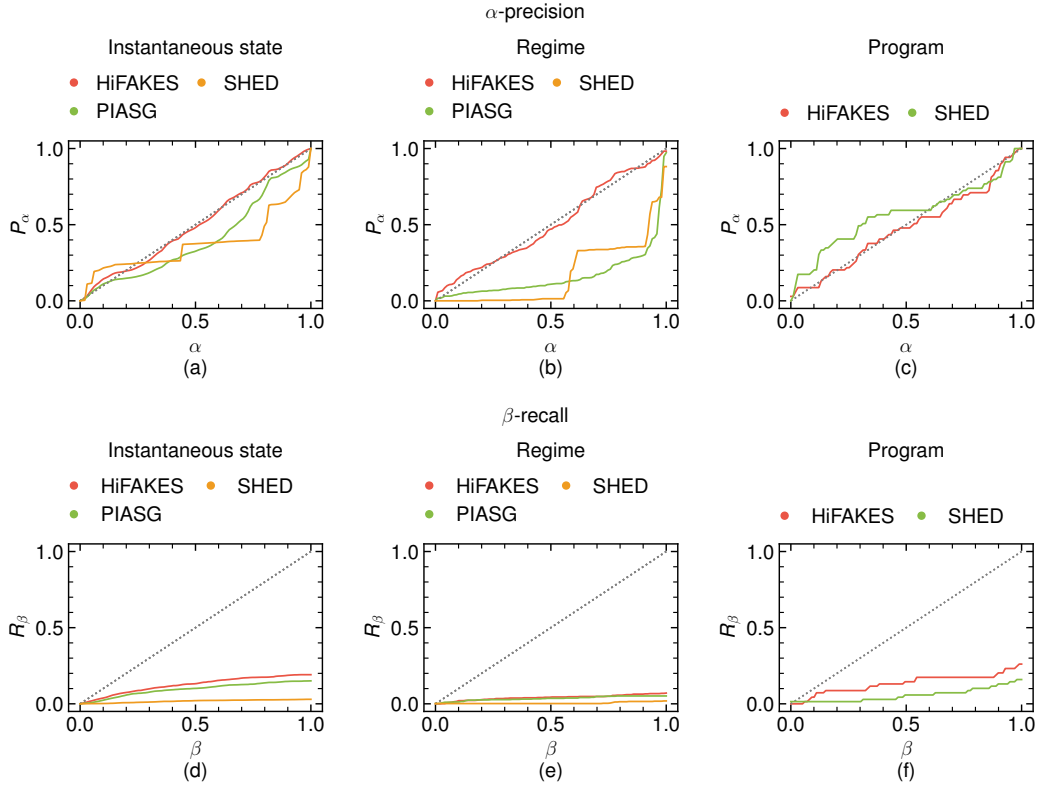 α-precision
Instantaneous state
HiFAKES SHED
PIASG
1.0
0.5
0.0
Pα
0.0 0.5 1.0
α
(a)
Regime
HiFAKES SHED
PIASG
1.0
0.5
0.0
Pα
0.0 0.5 1.0
α
(b)
Program
HiFAKES SHED
1.0
0.5
0.0
Pα
0.0 0.5 1.0
α
(c)
β-recall
Instantaneous state
HiFAKES SHED
PIASG
1.0
0.5
0.0
Rβ
0.0 0.5 1.0
β
(d)
Regime
HiFAKES SHED
PIASG
1.0
0.5
0.0
Rβ
0.0 0.5 1.0
β
(e)
Program
HiFAKES SHED
1.0
0.5
0.0
Rβ
0.0 0.5 1.0
β
(f)